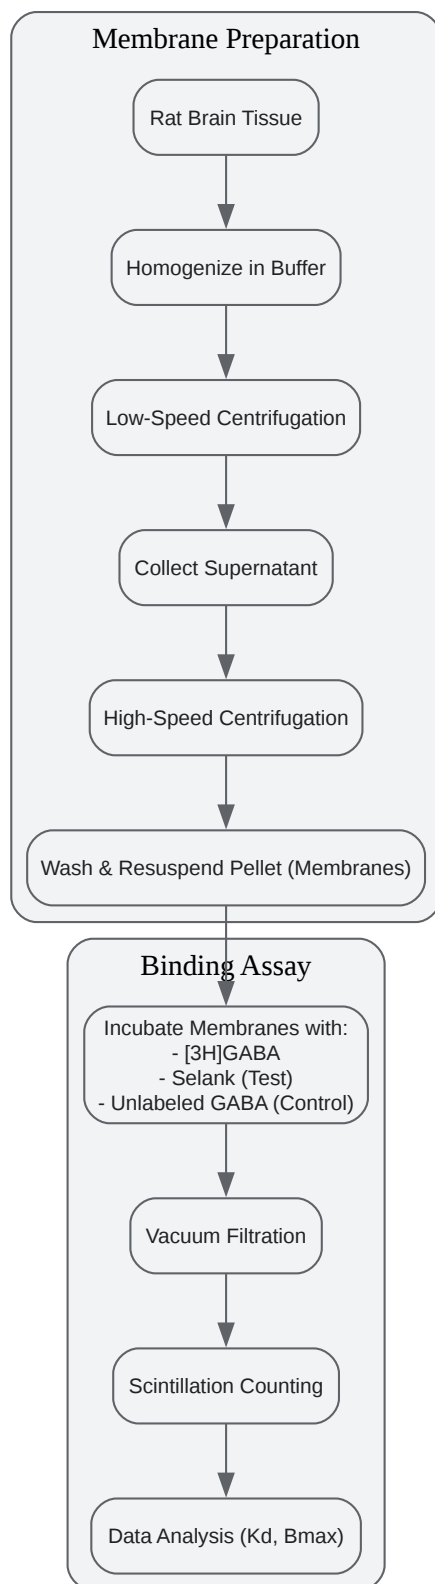 Membrane Preparation
Rat Brain Tissue
Homogenize in Buffer
Low-Speed Centrifugation
Collect Supernatant
High-Speed Centrifugation
Wash & Resuspend Pellet (Membranes)
Binding Assay
Incubate Membranes with:
- [3H]GABA
- Selank (Test)
- Unlabeled GABA (Control)
Vacuum Filtration
Scintillation Counting
Data Analysis (Kd, Bmax)